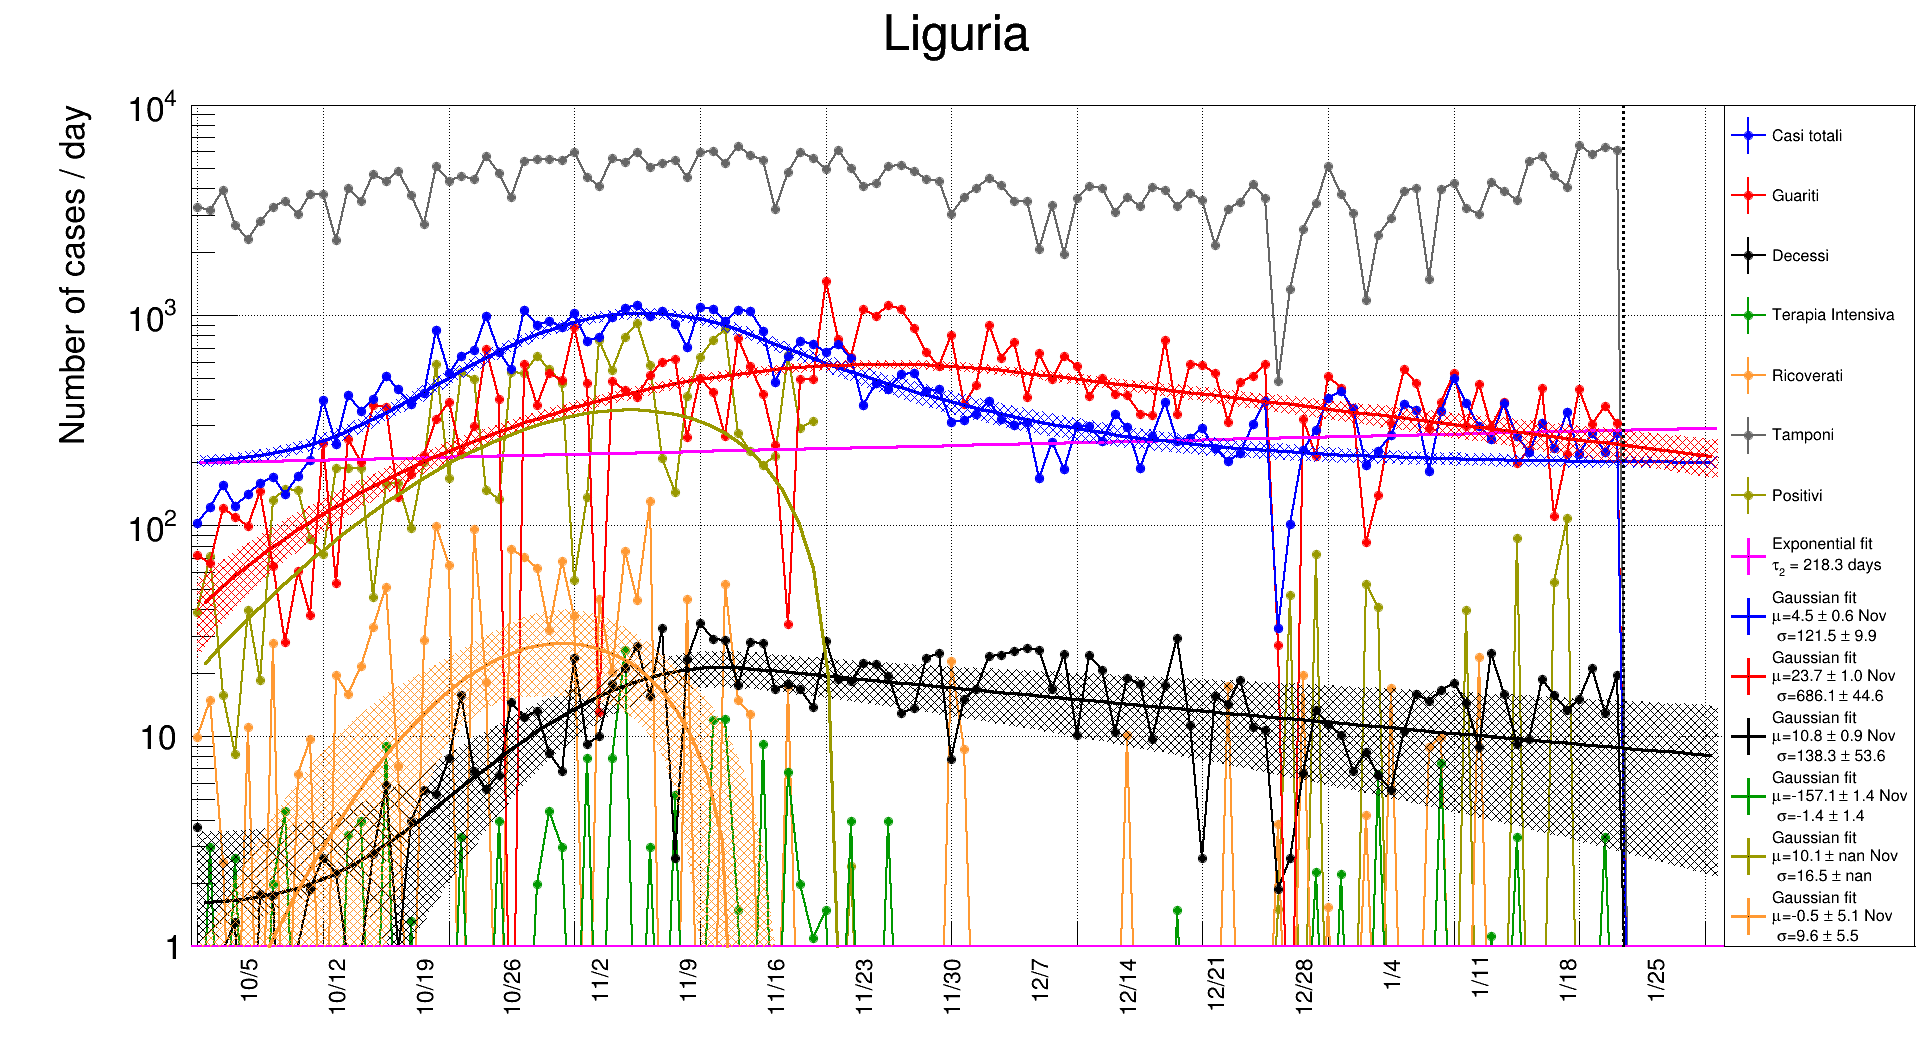 Liguria
Number of cases / day
10^4
10^3
10^2
10
1
10/5
10/12
10/19
10/26
11/2
11/9
11/16
11/23
11/30
12/7
12/14
12/21
12/28
1/4
1/11
1/18
1/25
Casi totali
Guariti
Decessi
Terapia Intensiva
Ricoverati
Tamponi
Positivi
Exponential fit
τ₂ = 218.3 days
Gaussian fit
μ=4.5 ± 0.6 Nov
σ=121.5 ± 9.9
Gaussian fit
μ=23.7 ± 1.0 Nov
σ=686.1 ± 44.6
Gaussian fit
μ=10.8 ± 0.9 Nov
σ=138.3 ± 53.6
Gaussian fit
μ=-157.1 ± 1.4 Nov
σ=-1.4 ± 1.4
Gaussian fit
μ=10.1 ± nan Nov
σ=16.5 ± nan
Gaussian fit
μ=-0.5 ± 5.1 Nov
σ=9.6 ± 5.5